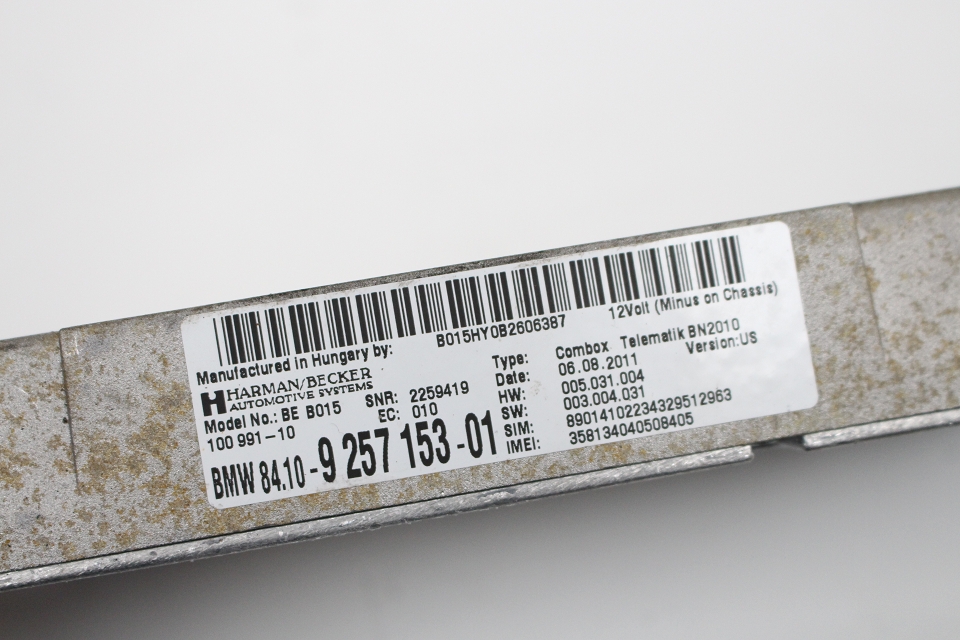 B015HY0B2606387
12Volt (Minus on Chassis)
Manufactured in Hungary by:
HARMAN/BECKER
AUTOMOTIVE SYSTEMS
Model No.: BE B015 SNR: 2259419
100 991-10 EC: 010
BMW 84.10-9 257 153-01
Type: Combox Telematik BN2010
Date: 06.08.2011 Version:US
HW: 005.031.004
SW: 003.004.031
SIM: 89014102234329512963
IMEI: 358134040508405